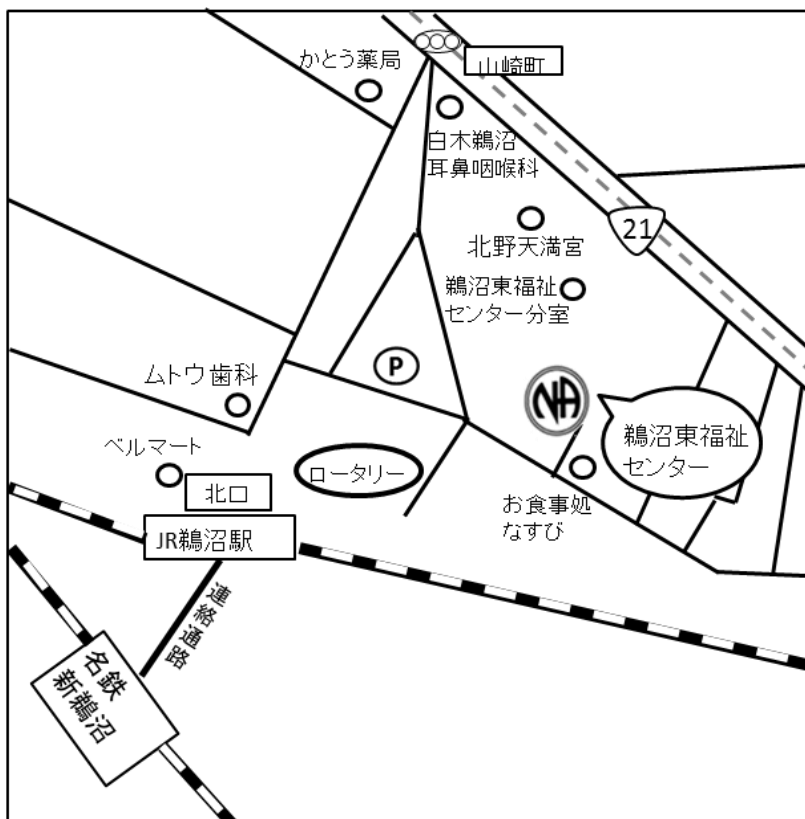 かとう薬局
山崎町
白木鵜沼
耳鼻咽喉科
21
北野天満宮
鵜沼東福祉
センター分室
P
ムトウ歯科
NA
鵜沼東福祉
センター
ベルマート
ロータリー
北口
お食事処
なすび
JR鵜沼駅
連絡通路
名鉄
新鵜沼